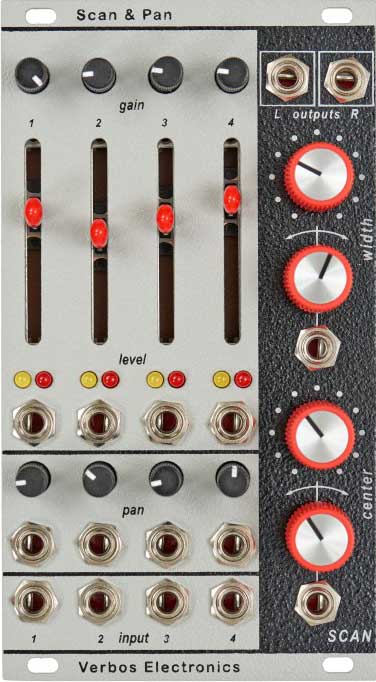 Scan & Pan
gain
1 2 3 4
L outputs R
width
level
center
pan
input
1 2 3 4
SCAN
Verbos Electronics